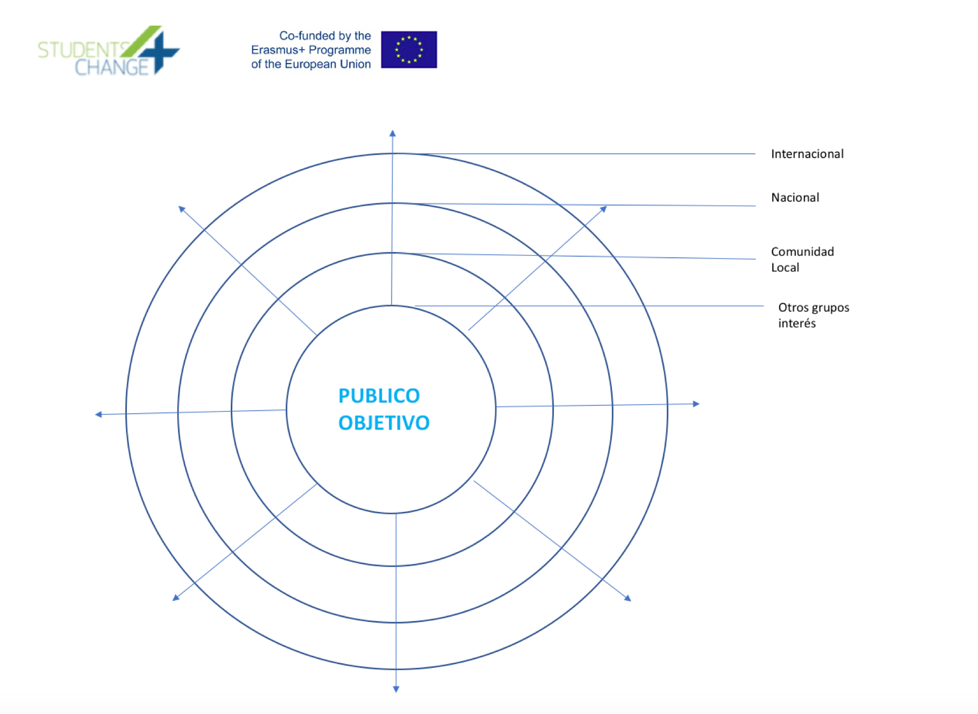 STUDENTS 4
CHANGE
Co-funded by the
Erasmus+ Programme
of the European Union
Internacional
Nacional
Comunidad
Local
Otros grupos
interés
PUBLICO
OBJETIVO